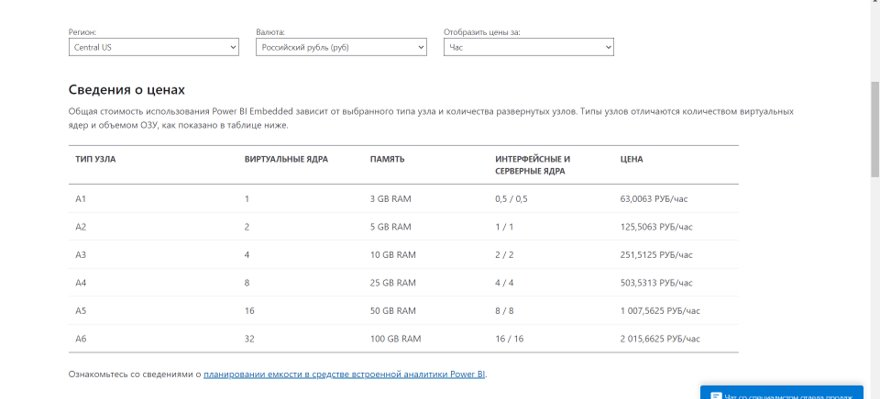 Регион: Валюта: Отобразить цены за:
Central US Российский рубль (руб) Час
Сведения о ценах
Общая стоимость использования Power BI Embedded зависит от выбранного типа узла и количества развернутых узлов. Типы узлов отличаются количеством виртуальных
ядер и объемом ОЗУ, как показано в таблице ниже.
ТИП УЗЛА ВИРТУАЛЬНЫЕ ЯДРА ПАМЯТЬ ИНТЕРФЕЙСНЫЕ И СЕРВЕРНЫЕ ЯДРА ЦЕНА
A1 1 3 GB RAM 0,5 / 0,5 63,0063 РУБ/час
A2 2 5 GB RAM 1 / 1 125,5063 РУБ/час
A3 4 10 GB RAM 2 / 2 251,5125 РУБ/час
A4 8 25 GB RAM 4 / 4 503,5313 РУБ/час
A5 16 50 GB RAM 8 / 8 1 007,5625 РУБ/час
A6 32 100 GB RAM 16 / 16 2 015,6625 РУБ/час
Ознакомьтесь со сведениями о планировании емкости в средстве встроенной аналитики Power BI.
Чат со специалистом отдела продаж